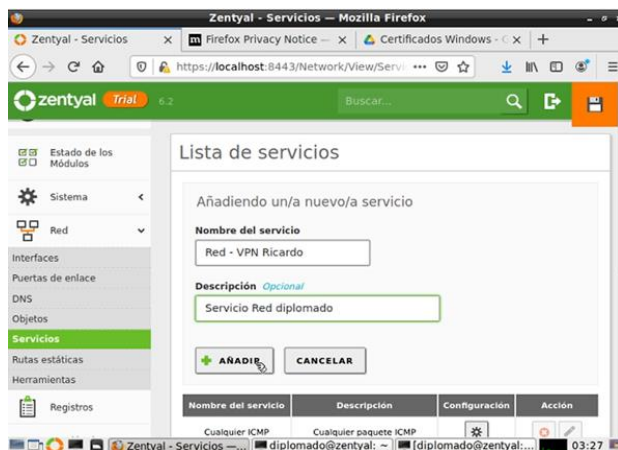 Zentyal - Servicios — Mozilla Firefox
Zentyal - Servicios
Firefox Privacy Notice —
Certificados Windows -
https://localhost:8443/Network/View/Servi
zentyal Trial 6.2
Buscar...
Estado de los
Módulos
Sistema
Red
Interfaces
Puertas de enlace
DNS
Objetos
Servicios
Rutas estáticas
Herramientas
Registros
Lista de servicios
Añadiendo un/a nuevo/a servicio
Nombre del servicio
Red - VPN Ricardo
Descripción Opcional
Servicio Red diplomado
AÑADIR
CANCELAR
Nombre del servicio Descripción Configuración Acción
Cualquier ICMP Cualquier paquete ICMP
Zentyal - Servicios —...
diplomado@zentyal: ~
[diplomado@zentyal:...
03:27